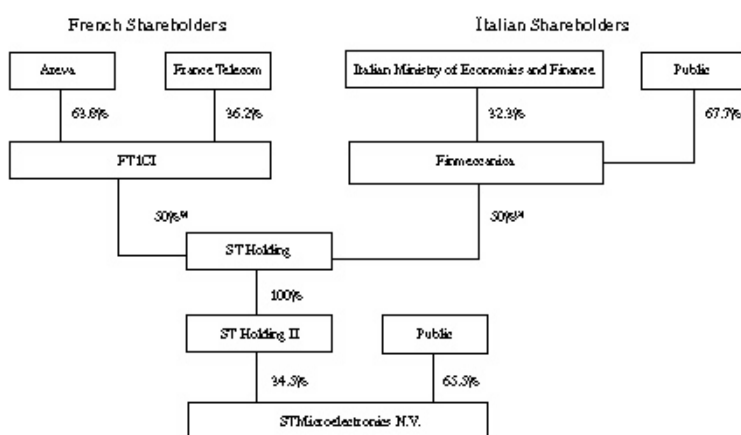 French Shareholders
Italian Shareholders
Areva
France Telecom
Italian Ministry of Economics and Finance
Public
63.8%
36.2%
32.3%
67.7%
FT1CI
Finmeccanica
50%
50%
ST Holding
100%
ST Holding II
Public
34.5%
65.5%
STMicroelectronics N.V.